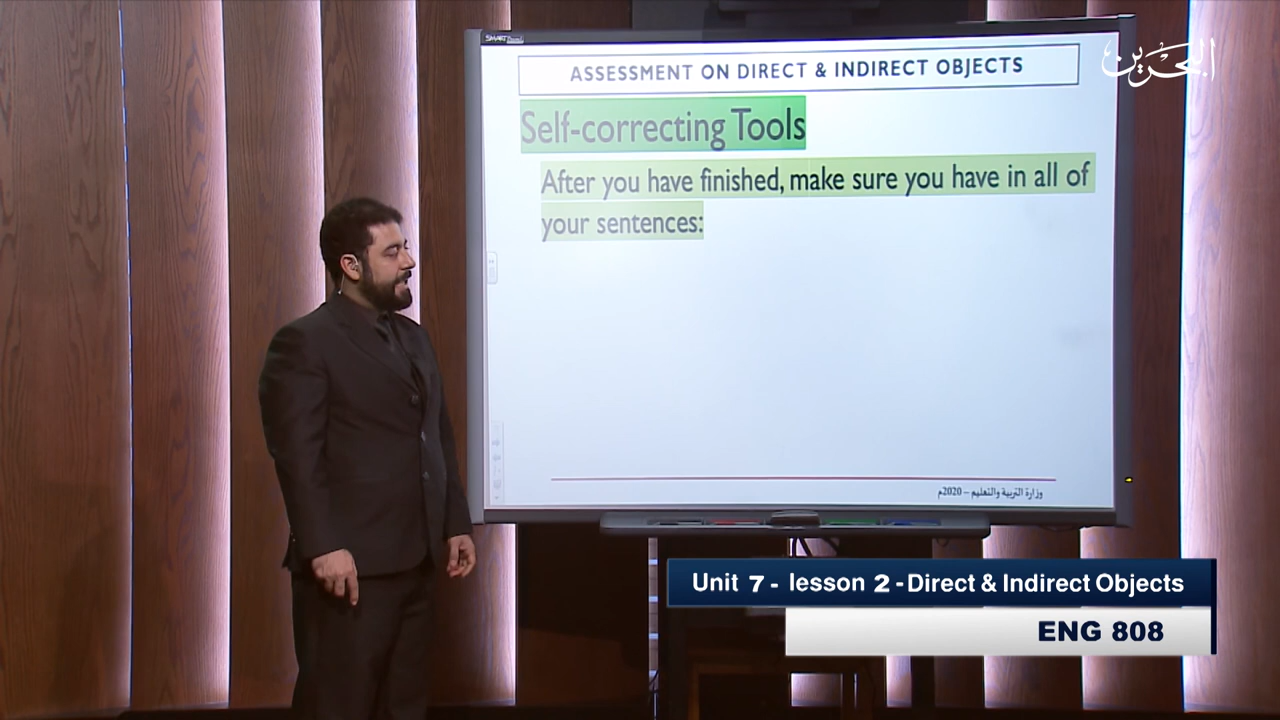 SMART
البحرين
ASSESSMENT ON DIRECT & INDIRECT OBJECTS
Self-correcting Tools
After you have finished, make sure you have in all of
your sentences:
وزارة التربية والتعليم – 2020م
Unit 7 - lesson 2 - Direct & Indirect Objects
ENG 808